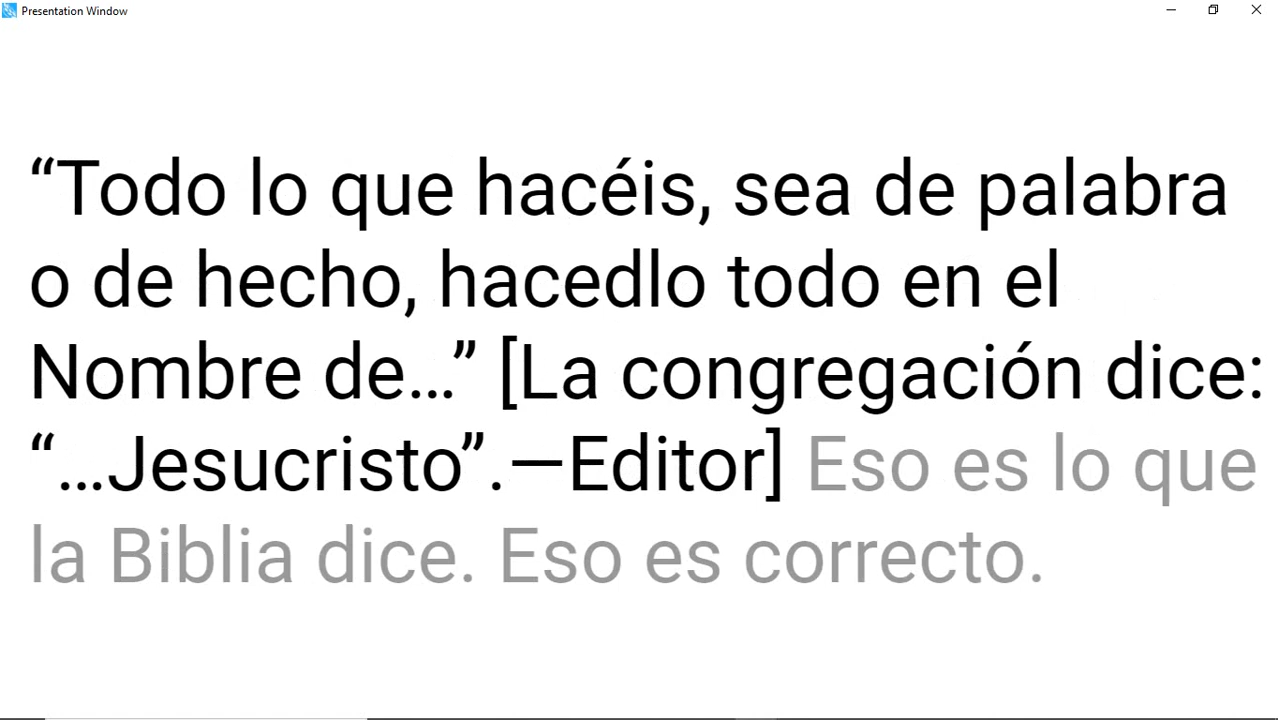 Presentation Window
“Todo lo que hacéis, sea de palabra
o de hecho, hacedlo todo en el
Nombre de…” [La congregación dice:
“…Jesucristo”.—Editor] Eso es lo que
la Biblia dice. Eso es correcto.